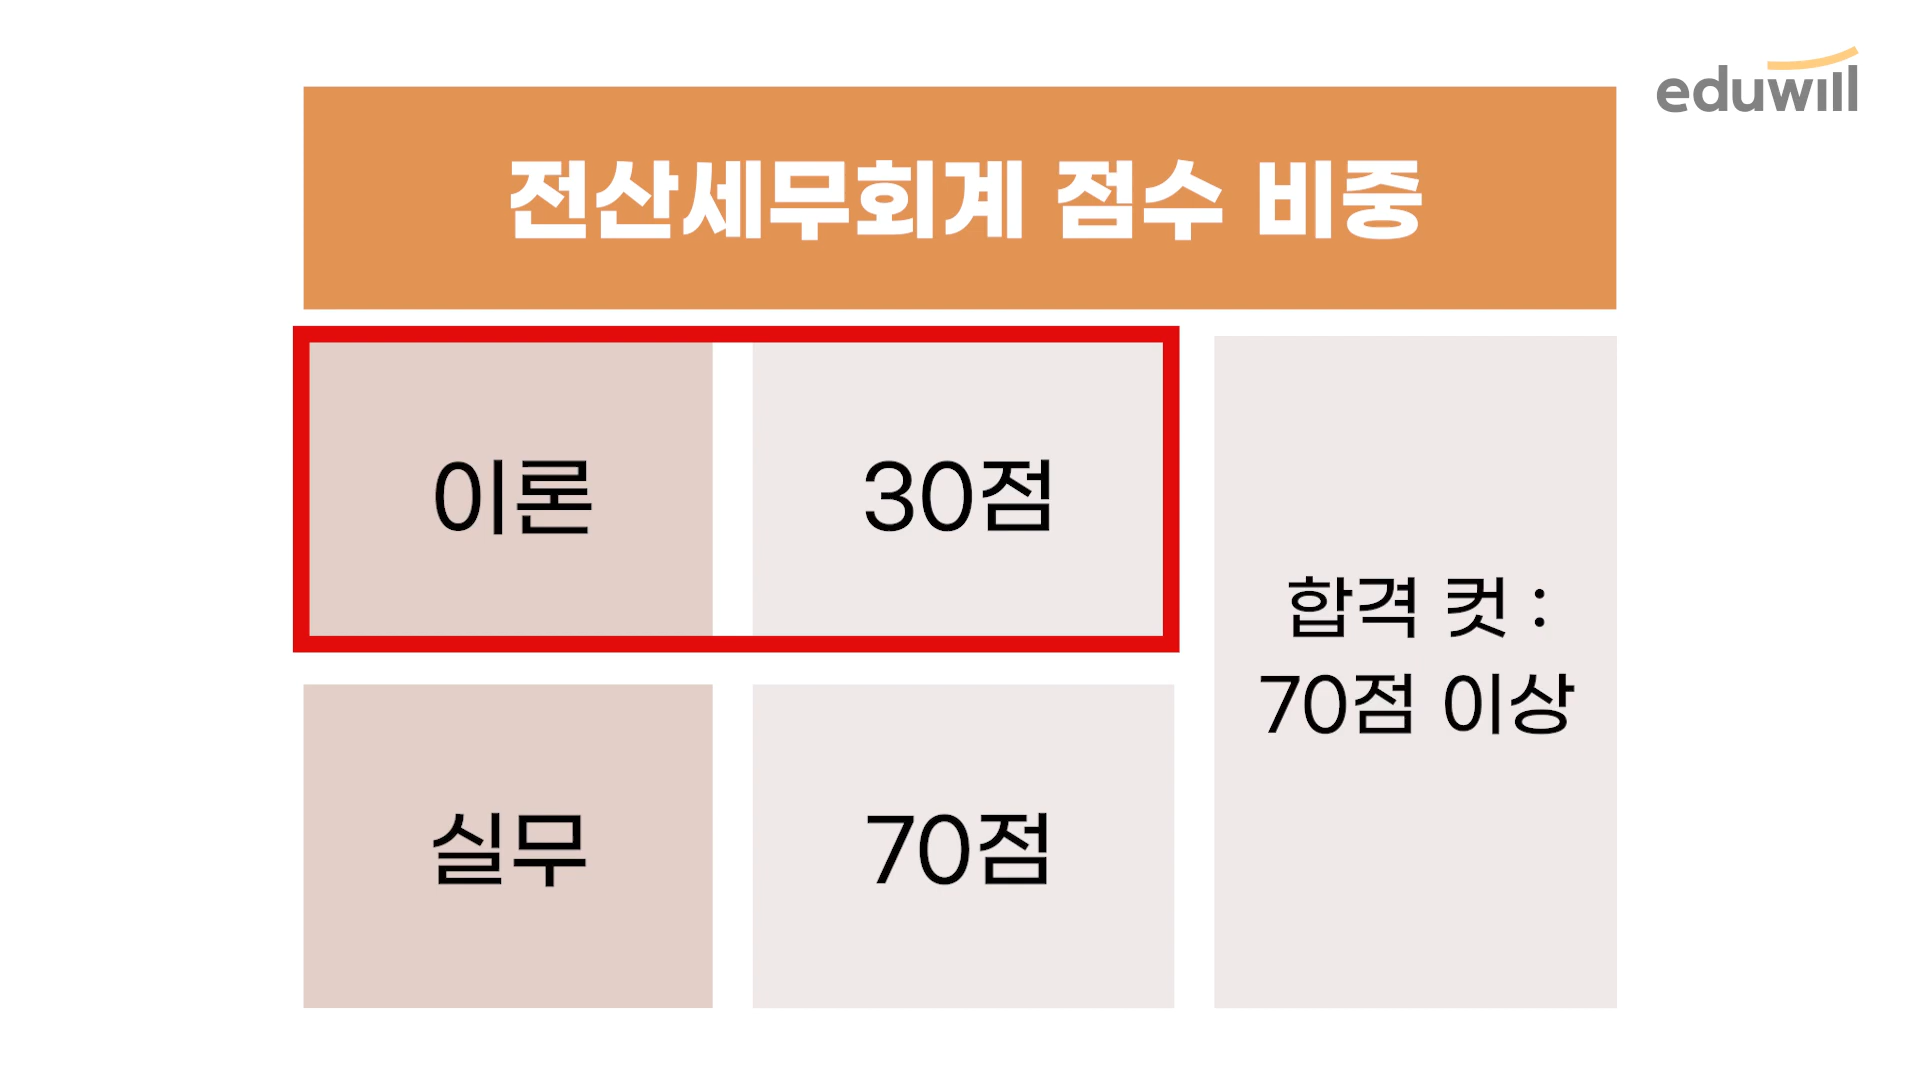 eduwill
전산세무회계 점수 비중
이론
30점
합격 컷 :
70점 이상
실무
70점